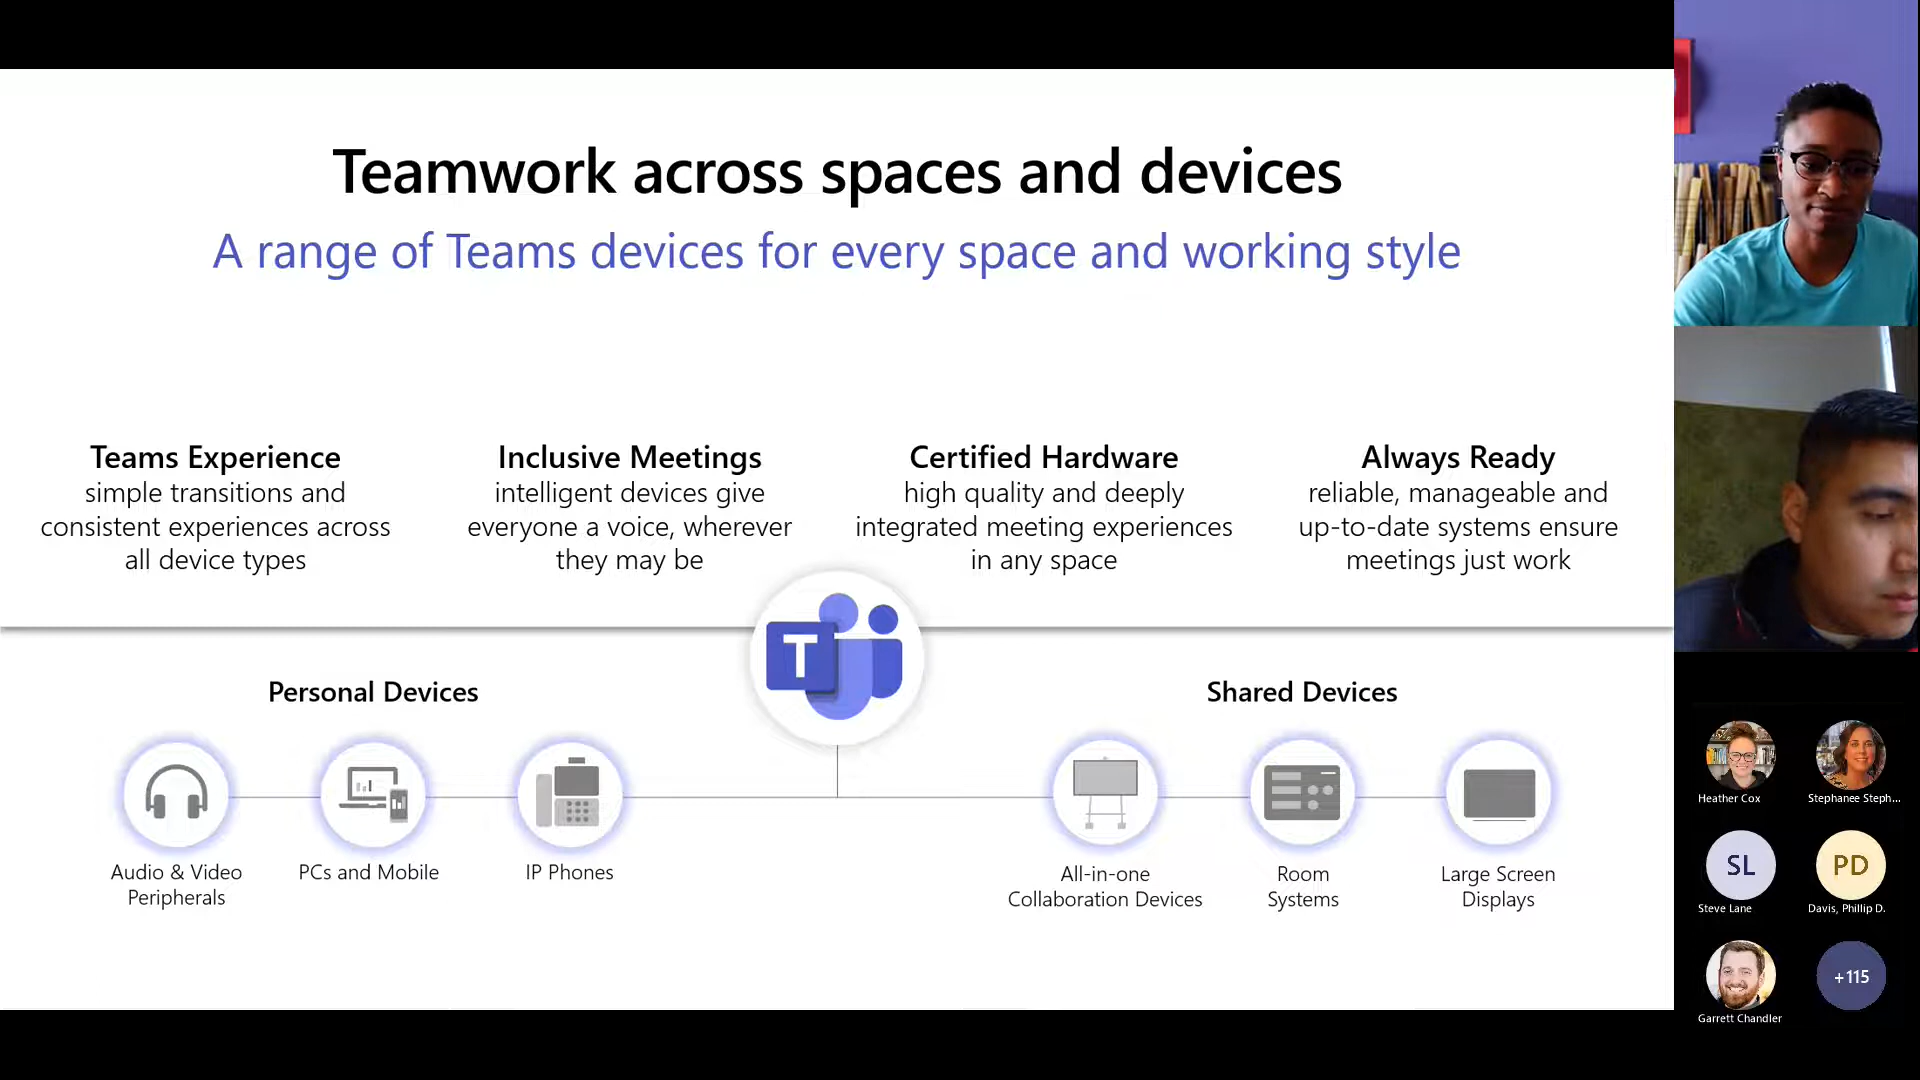 Teamwork across spaces and devices
A range of Teams devices for every space and working style
Teams Experience
simple transitions and
consistent experiences across
all device types
Inclusive Meetings
intelligent devices give
everyone a voice, wherever
they may be
Certified Hardware
high quality and deeply
integrated meeting experiences
in any space
Always Ready
reliable, manageable and
up-to-date systems ensure
meetings just work
T
Personal Devices
Audio & Video
Peripherals
PCs and Mobile
IP Phones
Shared Devices
All-in-one
Collaboration Devices
Room
Systems
Large Screen
Displays
Heather Cox
Stephanee Steph...
SL
Steve Lane
PD
Davis, Phillip D.
Garrett Chandler
+115